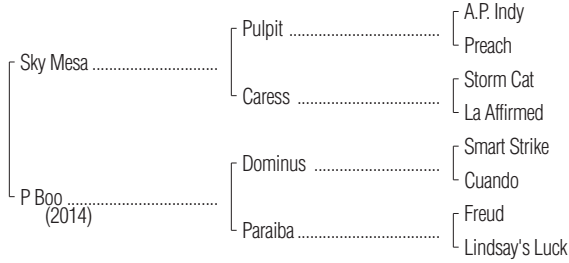 A.P. Indy
Pulpit
Preach
Sky Mesa
Storm Cat
Caress
La Affirmed
Smart Strike
Dominus
Cuando
P Boo
(2014)
Freud
Paraiba
Lindsay's Luck